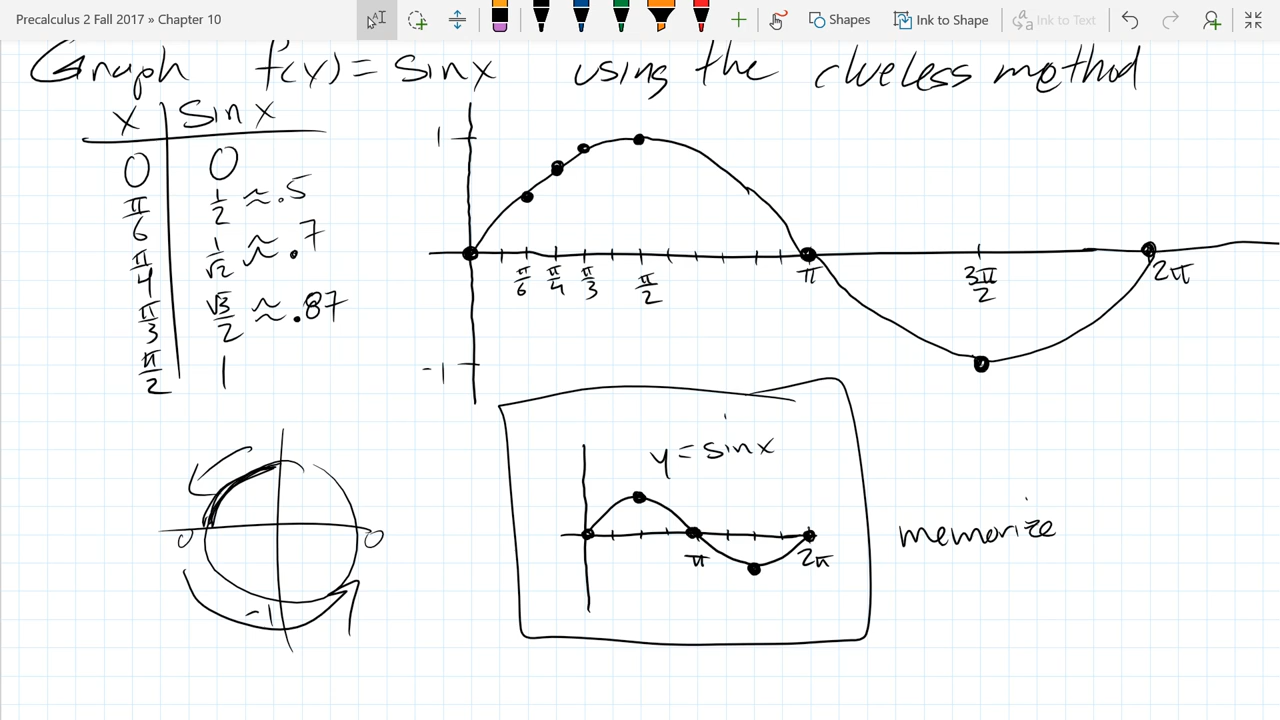 Precalculus 2 Fall 2017 » Chapter 10
Shapes
Ink to Shape
Ink to Text
Graph f(x) = sinx using the clueless method
x sin x
0 0
π/6 1/2 ≈ .5
π/4 1/√2 ≈ .7
π/3 √3/2 ≈ .87
π/2 1
1
π/6 π/4 π/3 π/2 π 3π/2 2π
-1
0 0
-1
y = sinx
π 2π
memorize